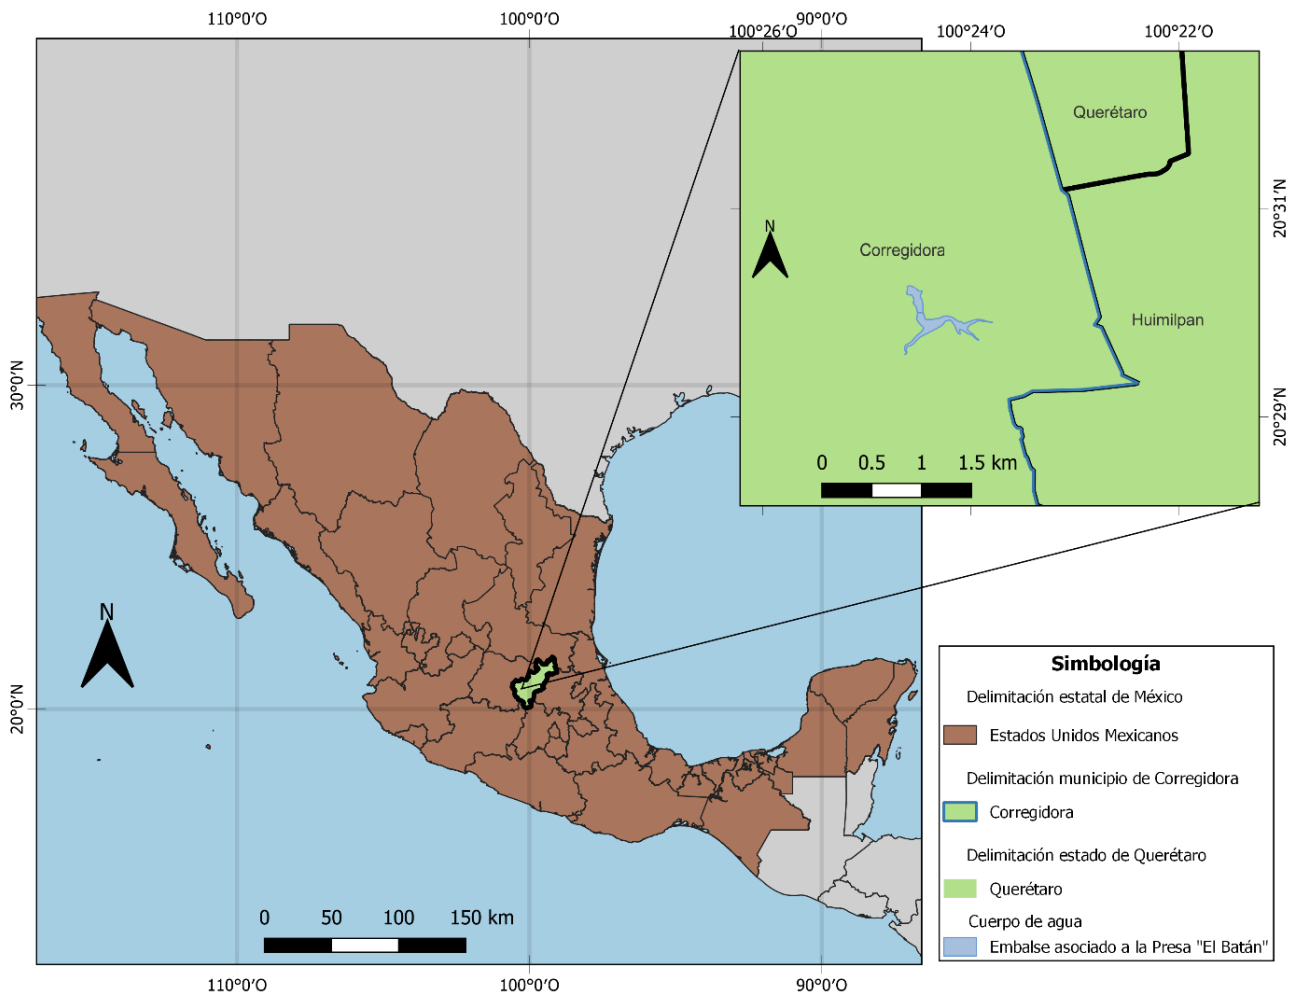 110°0′O
100°0′O
90°0′O
100°26′O
100°24′O
100°22′O
Querétaro
20°31′N
N
Corregidora
Huimilpan
30°0′N
20°29′N
0 0.5 1 1.5 km
N
Simbología
Delimitación estatal de México
20°0′N
Estados Unidos Mexicanos
Delimitación municipio de Corregidora
Corregidora
Delimitación estado de Querétaro
Querétaro
0 50 100 150 km
Cuerpo de agua
Embalse asociado a la Presa "El Batán"
110°0′O
100°0′O
90°0′O